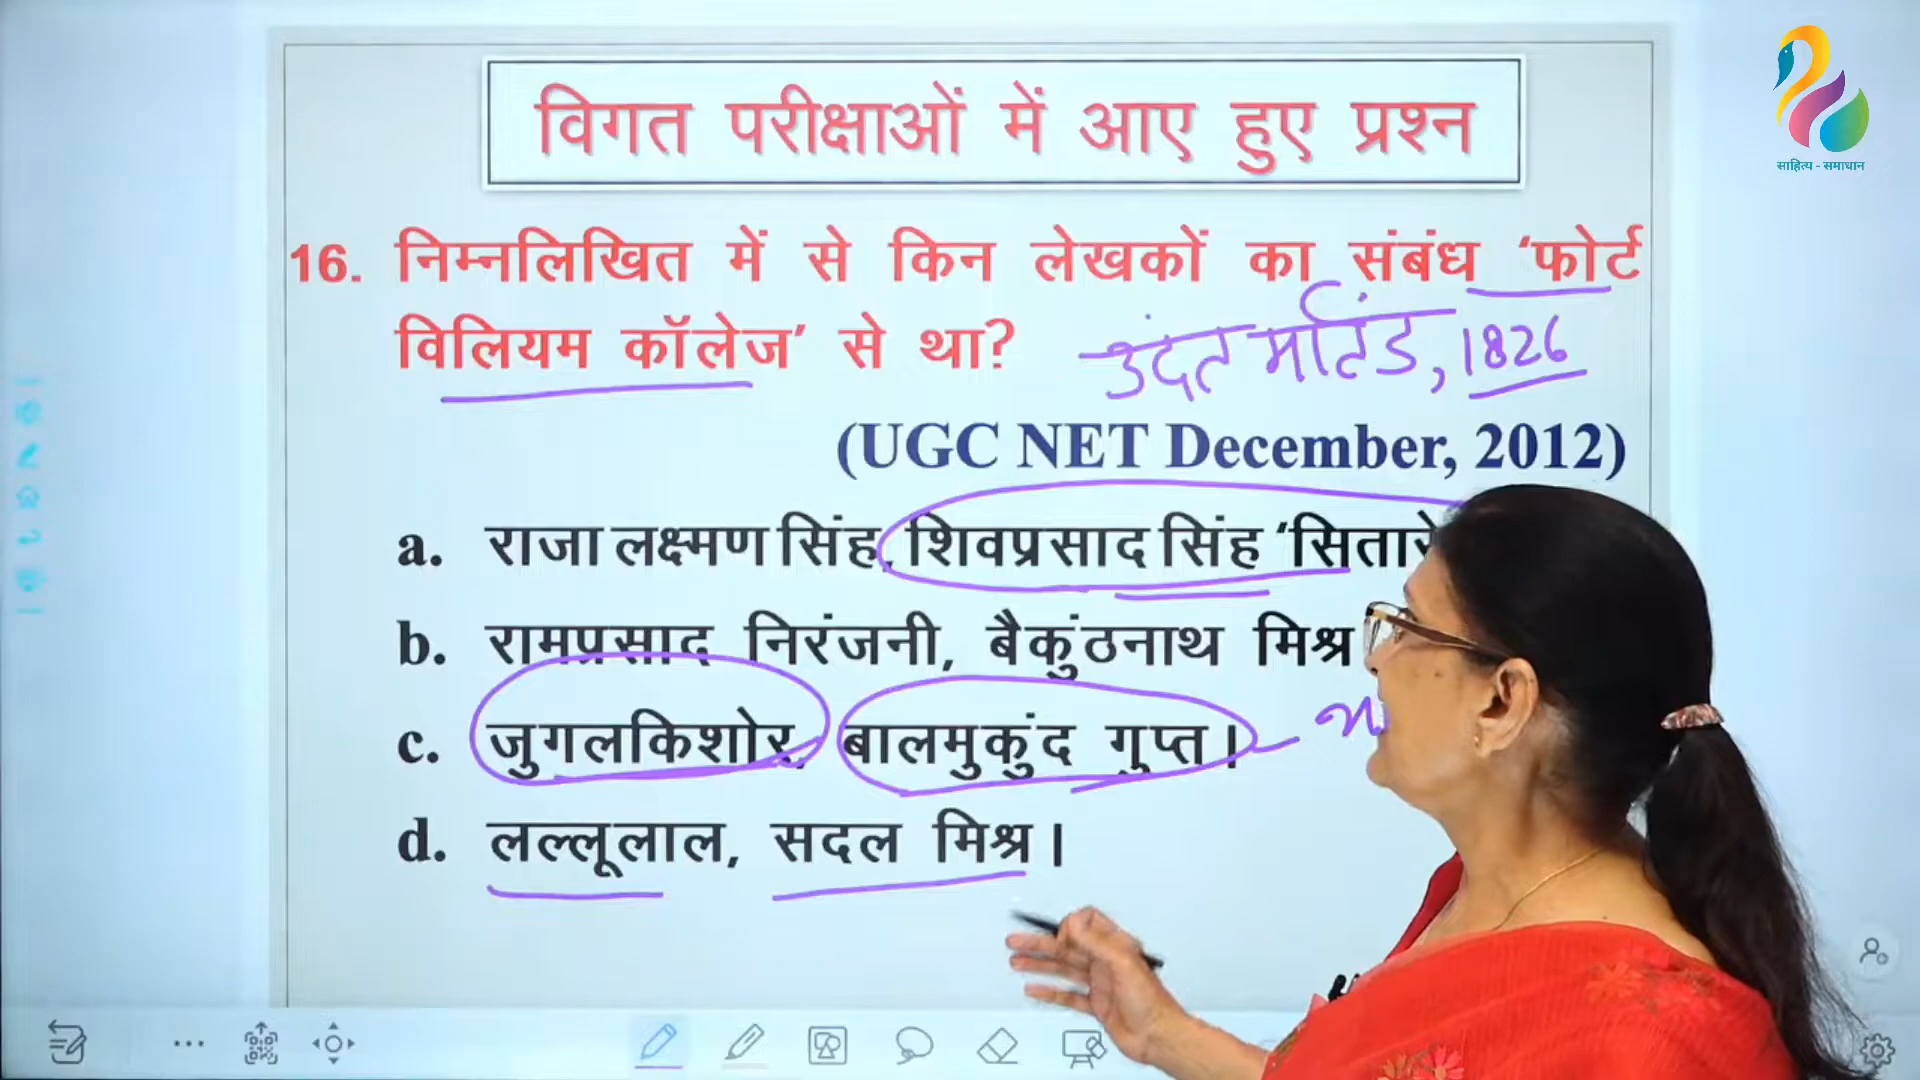 विगत परीक्षाओं में आए हुए प्रश्न
साहित्य - समाधान
16. निम्नलिखित में से किन लेखकों का संबंध ‘फोर्ट
विलियम कॉलेज’ से था?
उदंत मार्तंड, 1826
(UGC NET December, 2012)
a. राजा लक्ष्मण सिंह, शिवप्रसाद सिंह ‘सितारे
b. रामप्रसाद निरंजनी, बैकुंठनाथ मिश्र
c. जुगलकिशोर, बालमुकुंद गुप्त।
d. लल्लूलाल, सदल मिश्र।